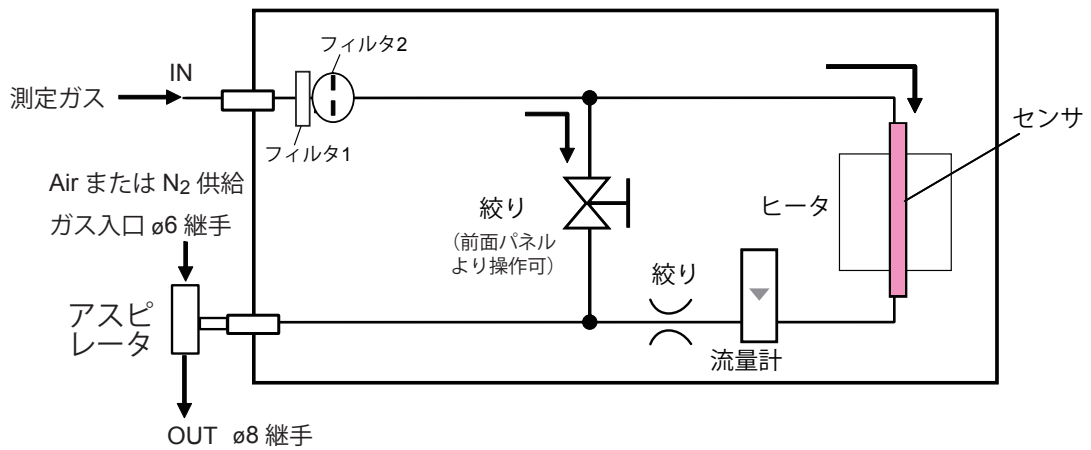 フィルタ2
IN
測定ガス
フィルタ1
センサ
Air または N2 供給
ガス入口 ø6 継手
絞り
（前面パネル
より操作可）
ヒータ
絞り
アスピ
レータ
流量計
OUT ø8 継手